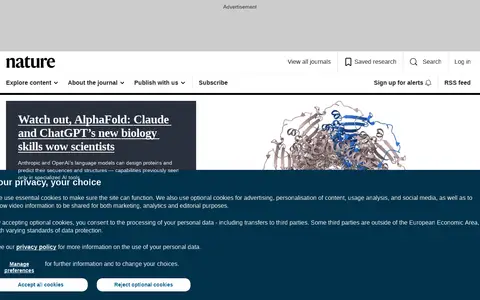 Advertisement
nature
View all journals
Saved research
Search
Log in
Explore content
About the journal
Publish with us
Subscribe
Sign up for alerts
RSS feed
Watch out, AlphaFold: Claude
and ChatGPT's new biology
skills wow scientists
Anthropic and OpenAI's language models can design proteins and
predict their sequences and structures — capabilities previously seen
only in specialized AI tools.
our privacy, your choice
e use essential cookies to make sure the site can function. We also use optional cookies for advertising, personalisation of content, usage analysis, and social media, as well as to
ow video information to be shared for both marketing, analytics and editorial purposes.
accepting optional cookies, you consent to the processing of your personal data - including transfers to third parties. Some third parties are outside of the European Economic Area,
th varying standards of data protection.
ee our privacy policy for more information on the use of your personal data.
Manage
preferences
for further information and to change your choices.
Accept all cookies
Reject optional cookies